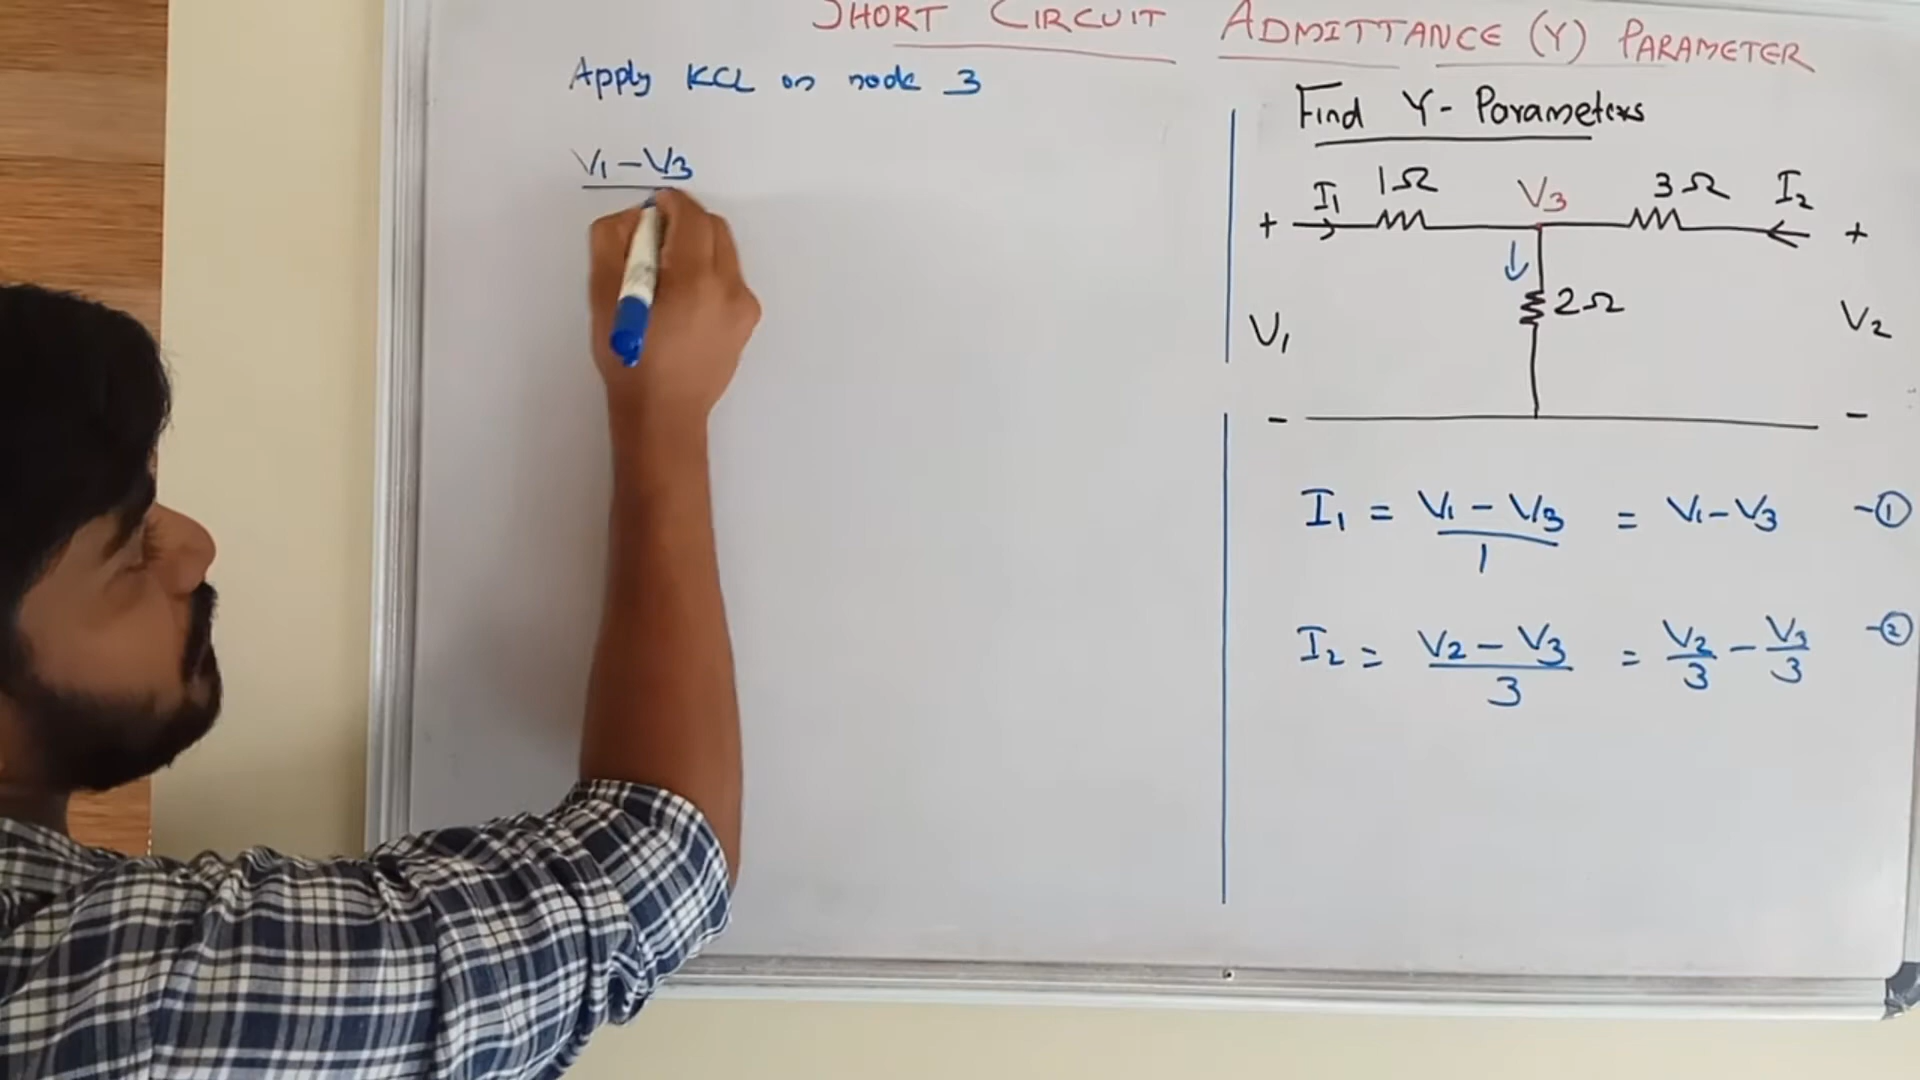 SHORT CIRCUIT ADMITTANCE (Y) PARAMETER
Apply KCL on node 3
V1 - V3
Find Y- Parameters
I1 1Ω V3 3Ω I2
+ +
2Ω
V1 V2
- -
I1 = V1 - V3 / 1 = V1 - V3 -①
I2 = V2 - V3 / 3 = V2/3 - V3/3 -②